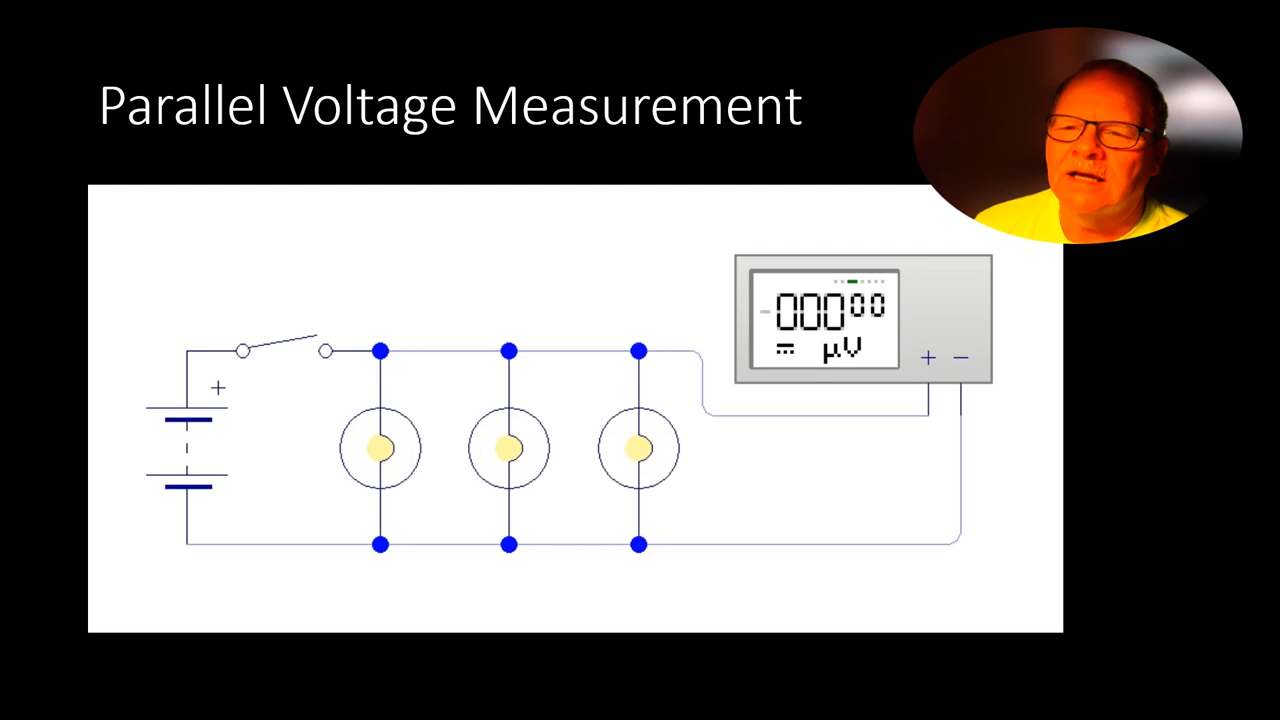 Parallel Voltage Measurement
-00000
μV
+ −
+